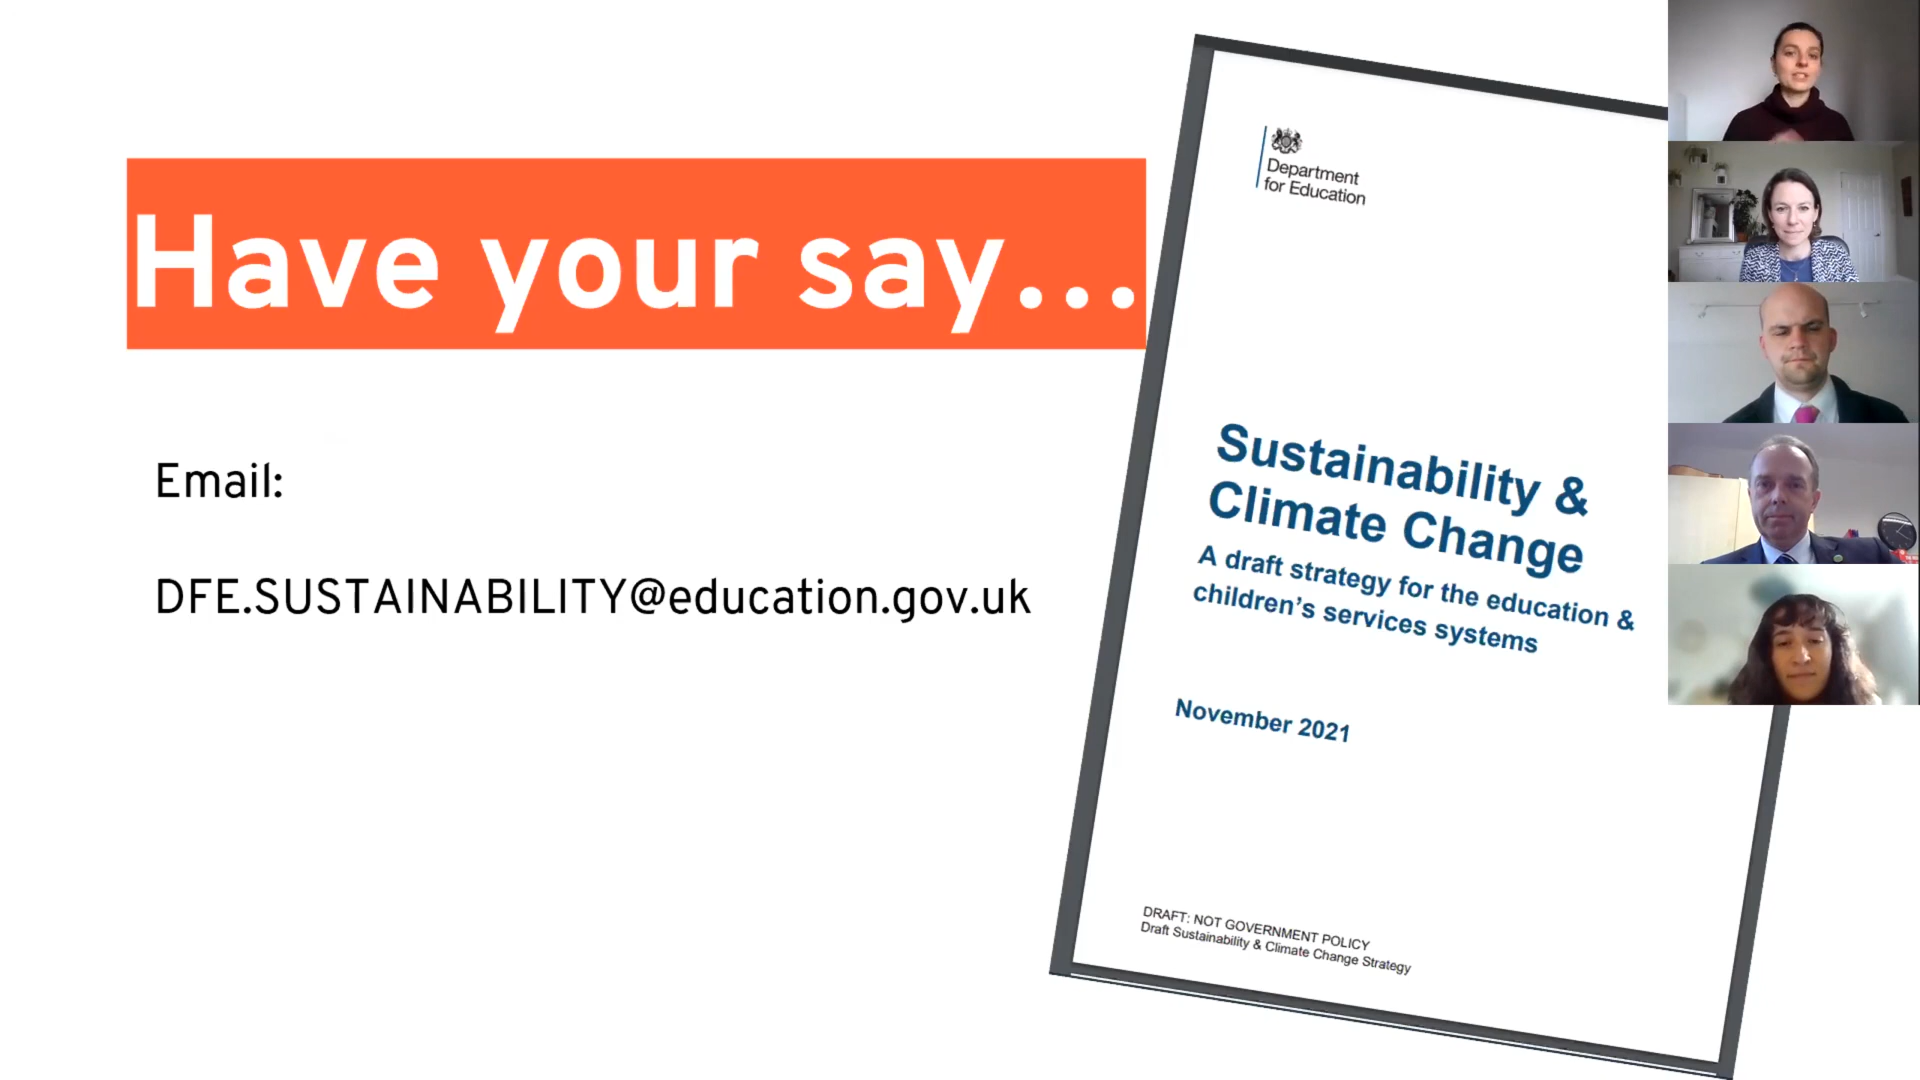 Have your say...
Email:
DFE.SUSTAINABILITY@education.gov.uk
Department
for Education
Sustainability &
Climate Change
A draft strategy for the education &
children's services systems
November 2021
DRAFT: NOT GOVERNMENT POLICY
Draft Sustainability & Climate Change Strategy